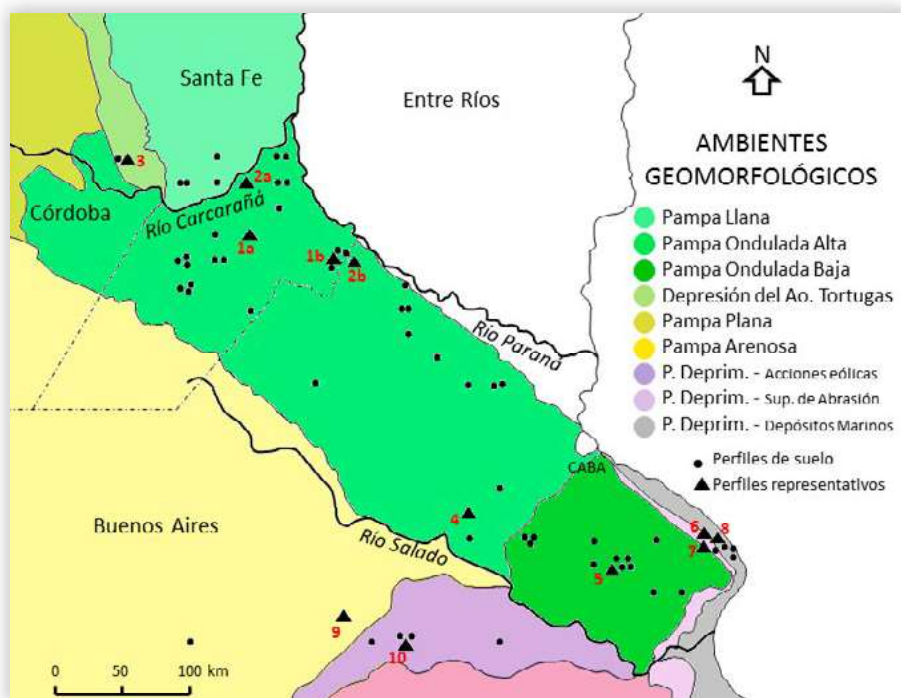 Santa Fe
Entre Ríos
N
AMBIENTES
GEOMORFOLÓGICOS
Pampa Llana
Pampa Ondulada Alta
Pampa Ondulada Baja
Depresión del Ao. Tortugas
Pampa Plana
Pampa Arenosa
P. Deprim. - Acciones eólicas
P. Deprim. - Sup. de Abrasión
P. Deprim. - Depósitos Marinos
Perfiles de suelo
Perfiles representativos
3
2a
Córdoba
Río Carcarañá
1a
1b
2b
Río Paraná
CABA
4
6
8
7
5
Buenos Aires
Río Salado
9
10
0 50 100 km